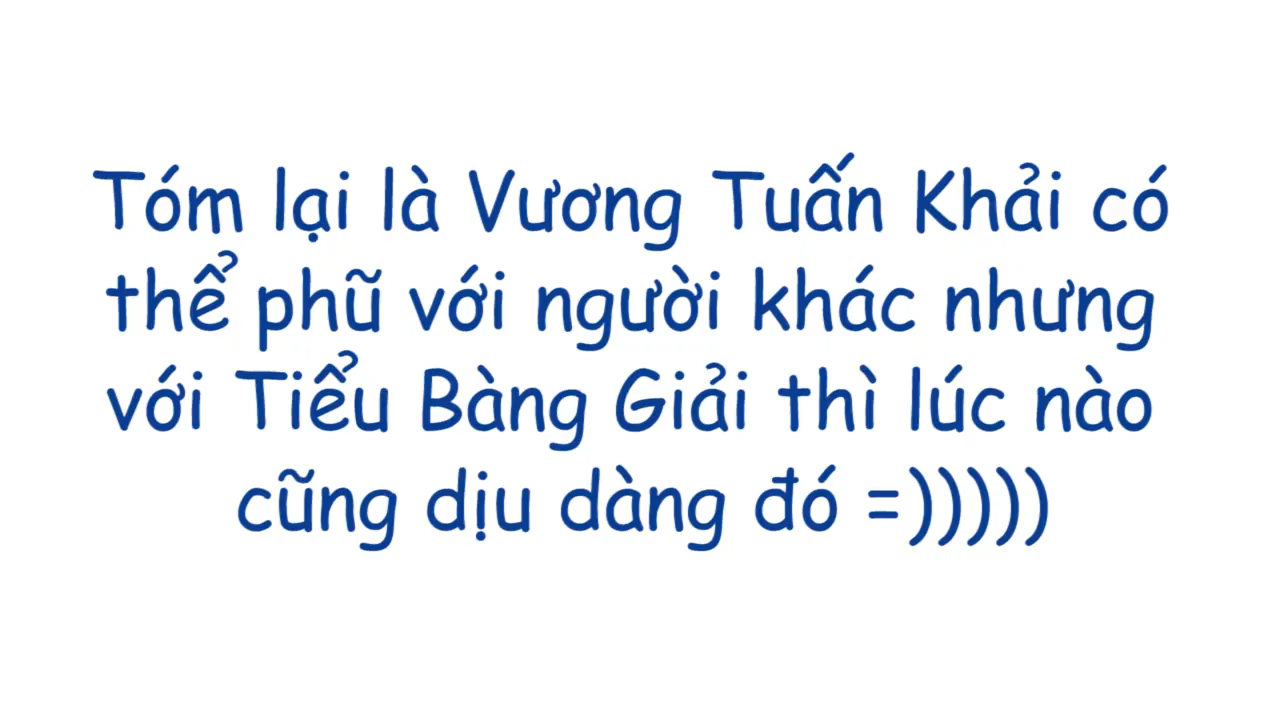 Tóm lại là Vương Tuấn Khải có
thể phũ với người khác nhưng
với Tiểu Bàng Giải thì lúc nào
cũng dịu dàng đó =)))))